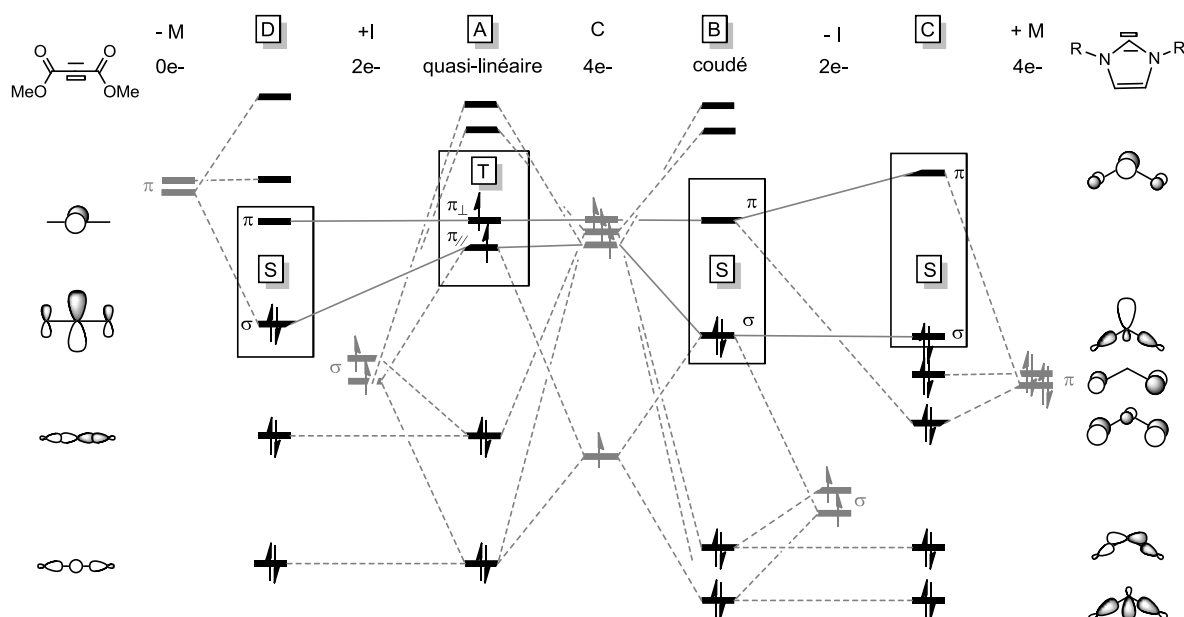 - M D +I A C B - I C + M
0e- 2e- quasi-linéaire 4e- coudé 2e- 4e-
O O
MeO OMe
R N N R
T
π π⊥ π π
π π//
S S S
σ σ σ
σ π
σ